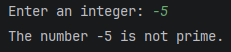 Enter an integer: -5
The number -5 is not prime.